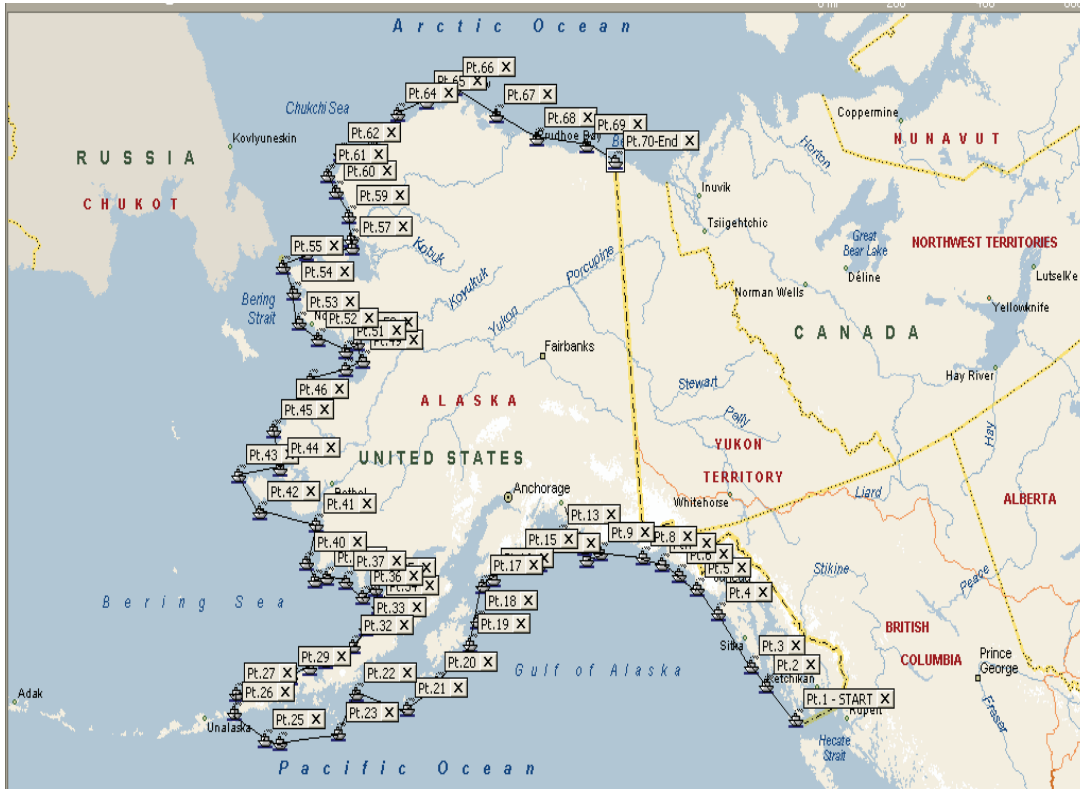 0 mi 200 400
Arctic Ocean
Pt.66 X
Pt.65 X
Pt.64 X
Pt.67 X
Chukchi Sea
Coppermine
Pt.68 X
Pt.69 X
Pt.62 X
Kovlyuneskin
Pt.70-End X
NUNAVUT
Horton
RUSSIA
Pt.61 X
Pt.60 X
Inuvik
CHUKOT
Pt.59 X
Tsiigehtchic
Pt.57 X
Kobuk
Great
Bear Lake
NORTHWEST TERRITORIES
Pt.55 X
Pt.54 X
Koyukuk
Porcupine
Déline
Lutselk'e
Norman Wells
Bering
Strait
Pt.53 X
Yellowknife
Pt.52 X
Yukon
Pt.51 X
CANADA
Fairbanks
Hay River
Stewart
Pt.46 X
ALASKA
Pt.45 X
Pelly
Hay
YUKON
TERRITORY
Pt.44 X
Pt.43
UNITED STATES
Pt.42 X
Anchorage
Liard
ALBERTA
Whitehorse
Pt.41 X
Pt.13 X
Pt.9 X
Pt.8 X
Pt.40 X
Pt.15 X
Pt.37 X
Pt.17 X
Pt.36 X
Pt.5 X
Stikine
Peace
Pt.4 X
Bering Sea
Pt.33 X
Pt.18 X
Pt.32 X
Pt.19 X
BRITISH
COLUMBIA
Sitka
Pt.3 X
Pt.29 X
Pt.20 X
Gulf of Alaska
Pt.2 X
Prince
George
Pt.27 X
Pt.22 X
Pt.26 X
Pt.21 X
Adak
Pt.1 - START X
Fraser
Unalaska
Pt.25 X
Pt.23 X
Hecate
Strait
Pacific Ocean